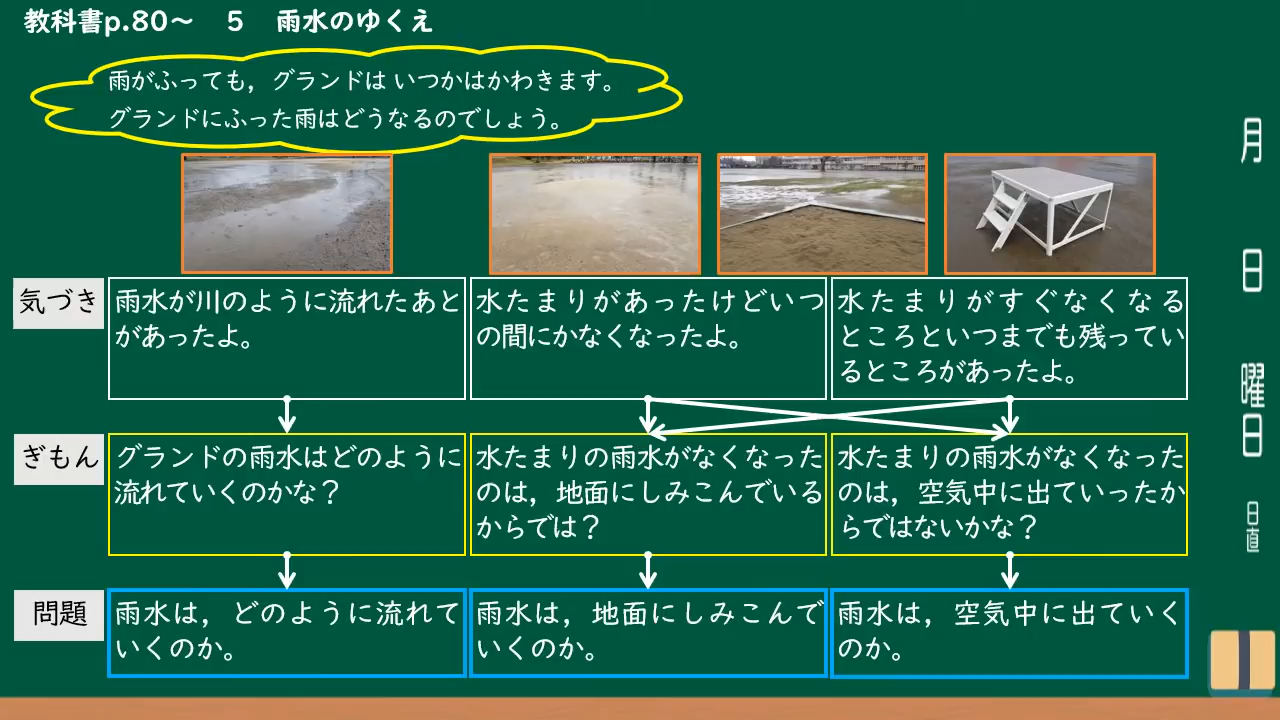 教科書p.80～　５　雨水のゆくえ
雨がふっても，グランドは いつかはかわきます。
グランドにふった雨はどうなるのでしょう。
気づき
雨水が川のように流れたあと
があったよ。
水たまりがあったけどいつ
の間にかなくなったよ。
水たまりがすぐなくなる
ところといつまでも残ってい
るところがあったよ。
ぎもん
グランドの雨水はどのように
流れていくのかな？
水たまりの雨水がなくなった
のは，地面にしみこんでいる
からでは？
水たまりの雨水がなくなった
のは，空気中に出ていったか
らではないかな？
問題
雨水は，どのように流れて
いくのか。
雨水は，地面にしみこんで
いくのか。
雨水は，空気中に出ていく
のか。
月
日
曜日
日直